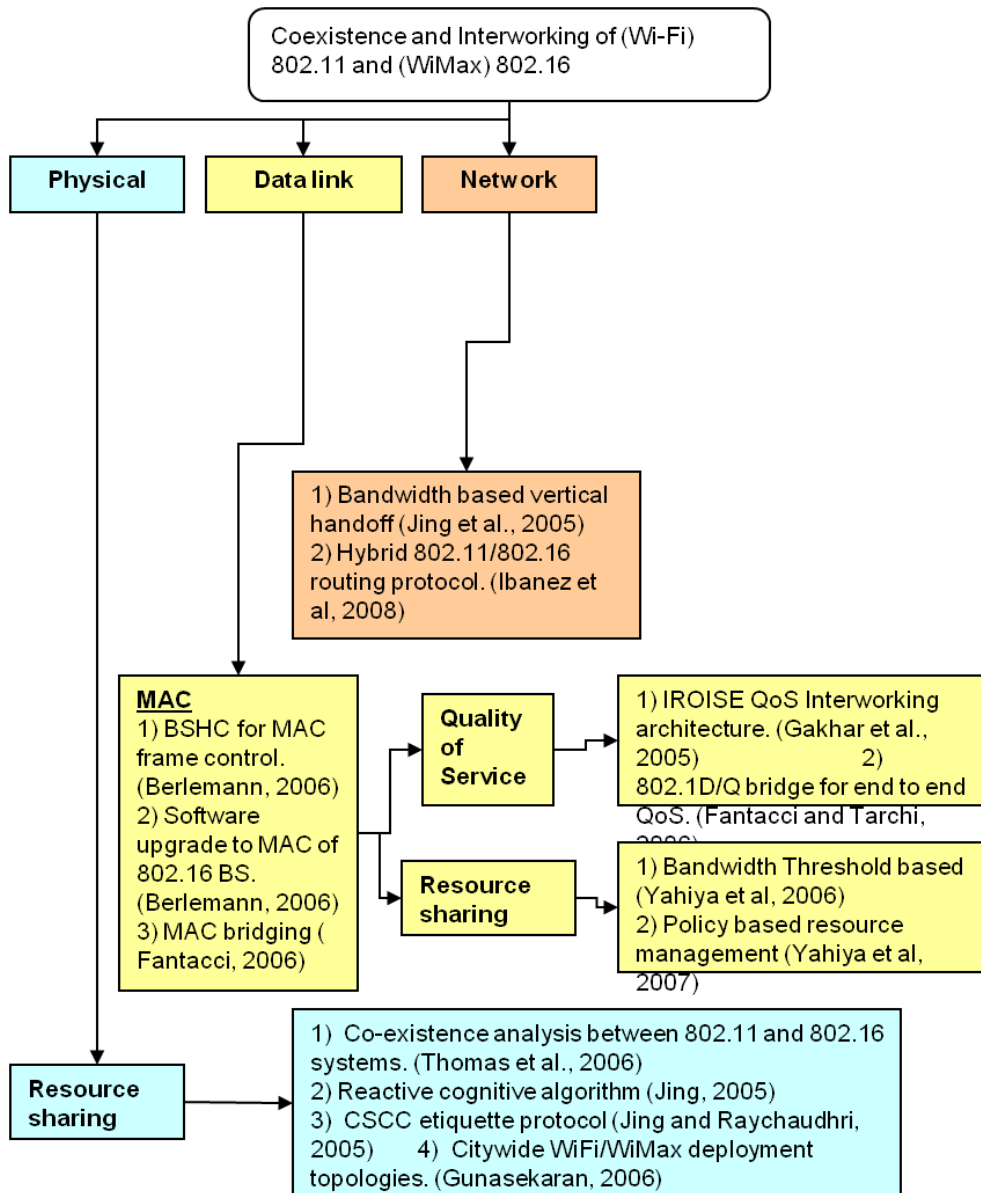 Coexistence and Interworking of (Wi-Fi)
802.11 and (WiMax) 802.16
Physical
Data link
Network
1) Bandwidth based vertical
handoff (Jing et al., 2005)
2) Hybrid 802.11/802.16
routing protocol. (Ibanez et
al, 2008)
MAC
1) BSHC for MAC
frame control.
(Berlemann, 2006)
2) Software
upgrade to MAC of
802.16 BS.
(Berlemann, 2006)
3) MAC bridging (
Fantacci, 2006)
Quality
of
Service
1) IROISE QoS Interworking
architecture. (Gakhar et al.,
2005) 2)
802.1D/Q bridge for end to end
QoS. (Fantacci and Tarchi,
2006)
Resource
sharing
1) Bandwidth Threshold based
(Yahiya et al, 2006)
2) Policy based resource
management (Yahiya et al,
2007)
Resource
sharing
1) Co-existence analysis between 802.11 and 802.16
systems. (Thomas et al., 2006)
2) Reactive cognitive algorithm (Jing, 2005)
3) CSCC etiquette protocol (Jing and Raychaudhri,
2005) 4) Citywide WiFi/WiMax deployment
topologies. (Gunasekaran, 2006)